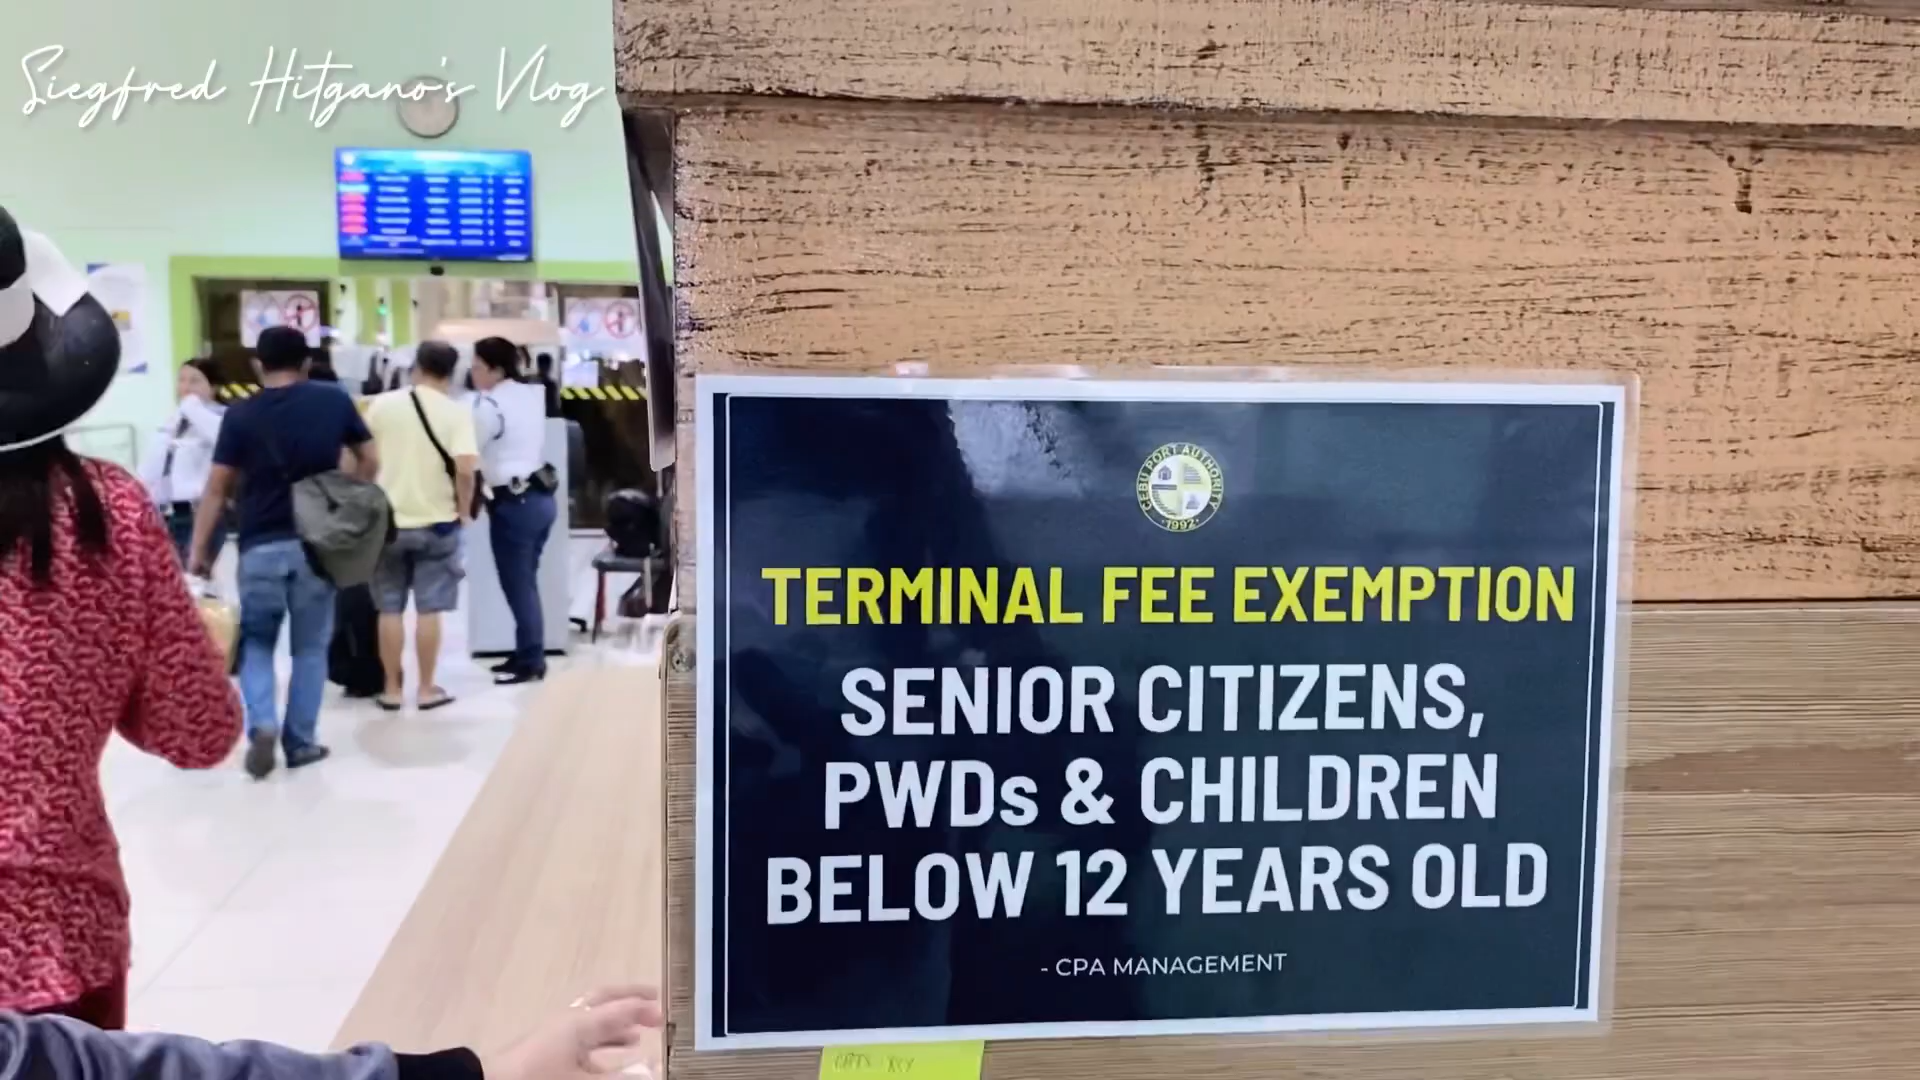 Siegfred Hitgano's Vlog
CEBU PORT AUTHORITY
1992
TERMINAL FEE EXEMPTION
SENIOR CITIZENS,
PWDs & CHILDREN
BELOW 12 YEARS OLD
- CPA MANAGEMENT